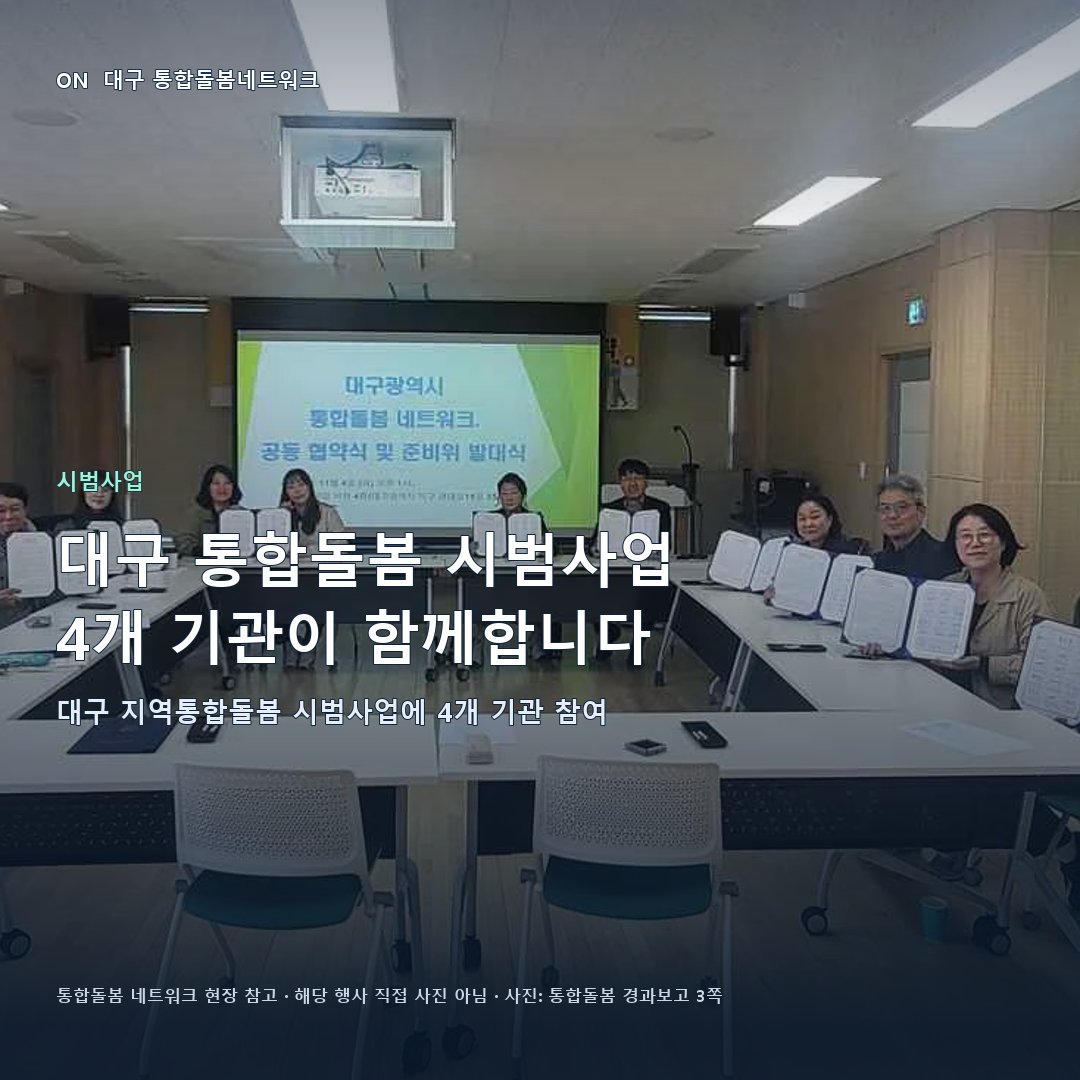 ON 대구 통합돌봄네트워크
대구광역시
통합돌봄 네트워크.
공동 협약식 및 준비위 발대식
시범사업
대구 통합돌봄 시범사업
4개 기관이 함께합니다
대구 지역통합돌봄 시범사업에 4개 기관 참여
통합돌봄 네트워크 현장 참고 · 해당 행사 직접 사진 아님 · 사진: 통합돌봄 경과보고 3쪽